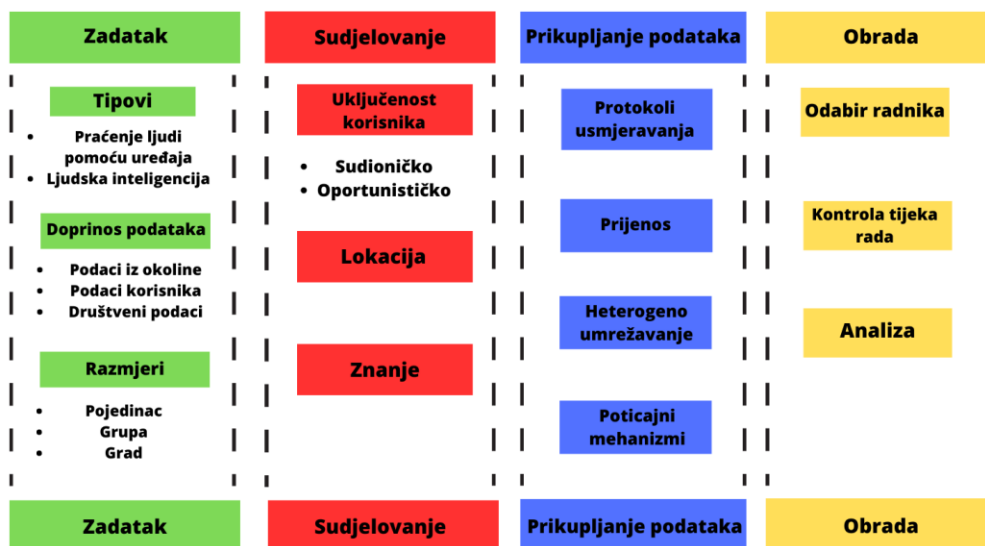 Zadatak
Tipovi
Praćenje ljudi
pomoću uređaja
Ljudska inteligencija
Doprinos podataka
Podaci iz okoline
Podaci korisnika
Društveni podaci
Razmjeri
Pojedinac
Grupa
Grad
Zadatak
Sudjelovanje
Uključenost
korisnika
Sudioničko
Oportunističko
Lokacija
Znanje
Sudjelovanje
Prikupljanje podataka
Protokoli
usmjeravanja
Prijenos
Heterogeno
umrežavanje
Poticajni
mehanizmi
Prikupljanje podataka
Obrada
Odabir radnika
Kontrola tijeka
rada
Analiza
Obrada